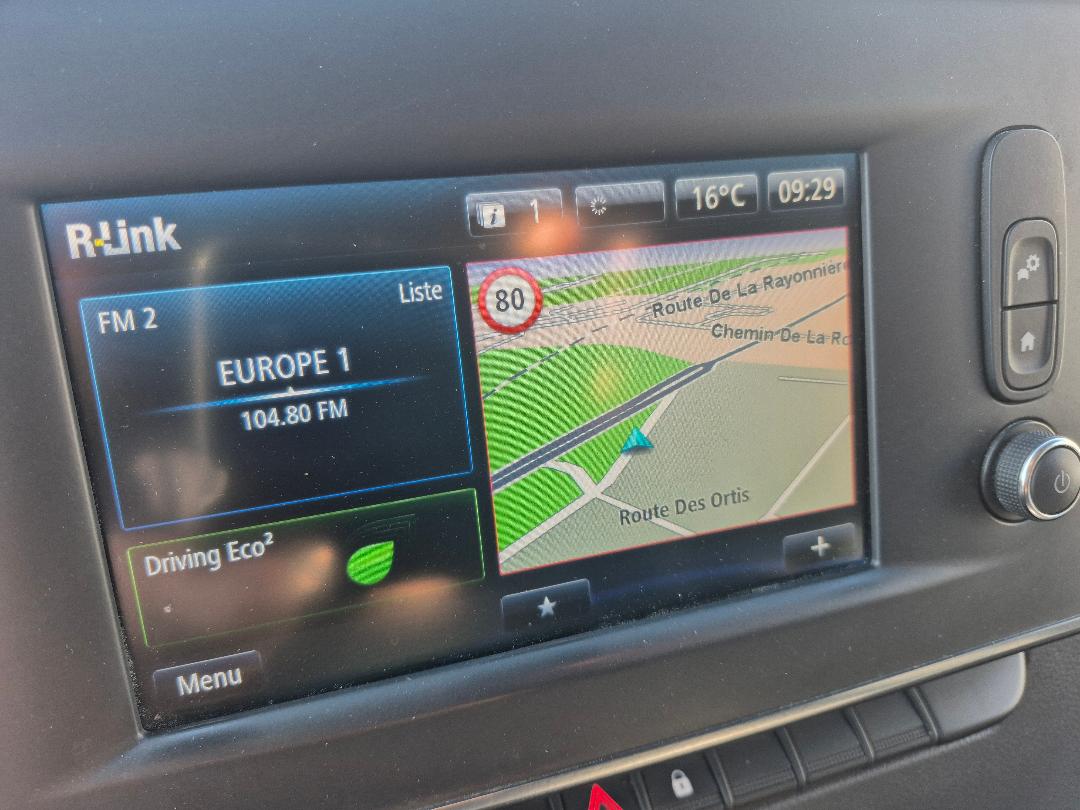 R-Link
1
16°C
09:29
FM 2
Liste
EUROPE 1
104.80 FM
80
Route De La Rayonnière
Chemin De La Ro
Route Des Ortis
Driving Eco²
Menu